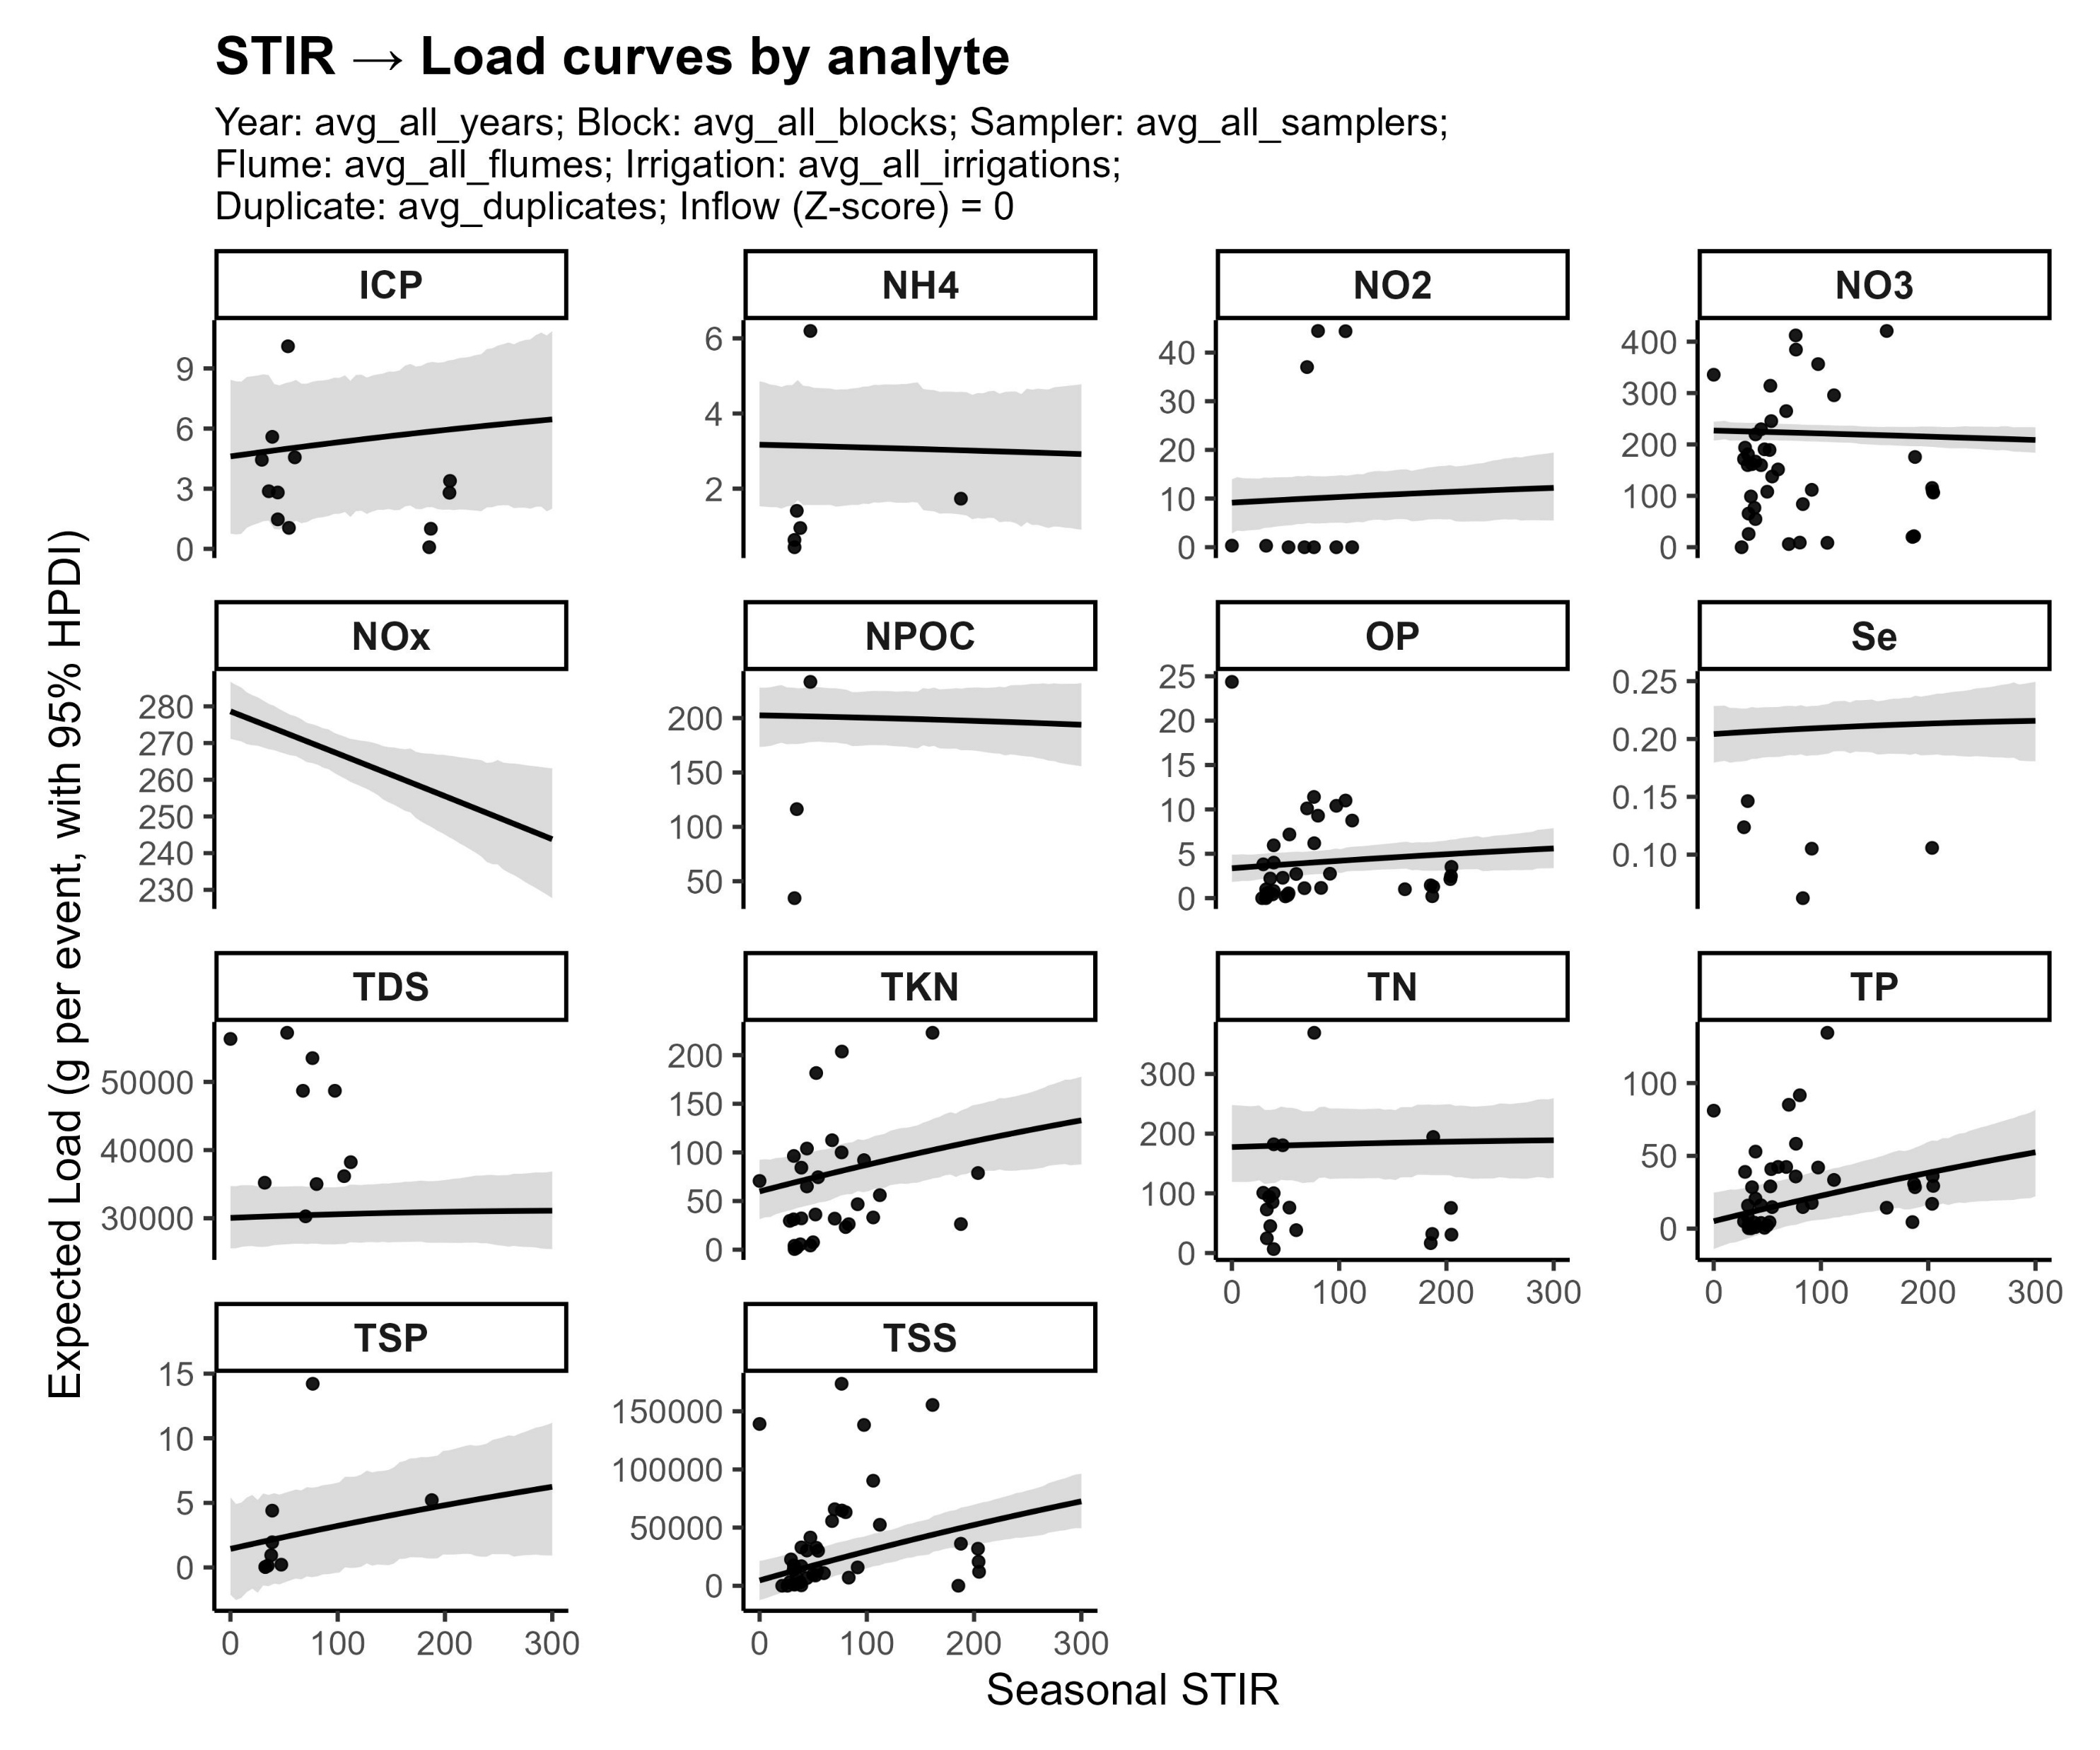 STIR → Load curves by analyte
Year: avg_all_years; Block: avg_all_blocks; Sampler: avg_all_samplers;
Flume: avg_all_flumes; Irrigation: avg_all_irrigations;
Duplicate: avg_duplicates; Inflow (Z-score) = 0
Expected Load (g per event, with 95% HPDI)
ICP
9
6
3
0
NH4
6
4
2
NO2
40
30
20
10
0
NO3
400
300
200
100
0
NOx
280
270
260
250
240
230
NPOC
200
150
100
50
OP
25
20
15
10
5
0
Se
0.25
0.20
0.15
0.10
TDS
50000
40000
30000
TKN
200
150
100
50
0
TN
300
200
100
0
0 100 200 300
TP
100
50
0
0 100 200 300
TSP
15
10
5
0
0 100 200 300
TSS
150000
100000
50000
0
0 100 200 300
Seasonal STIR